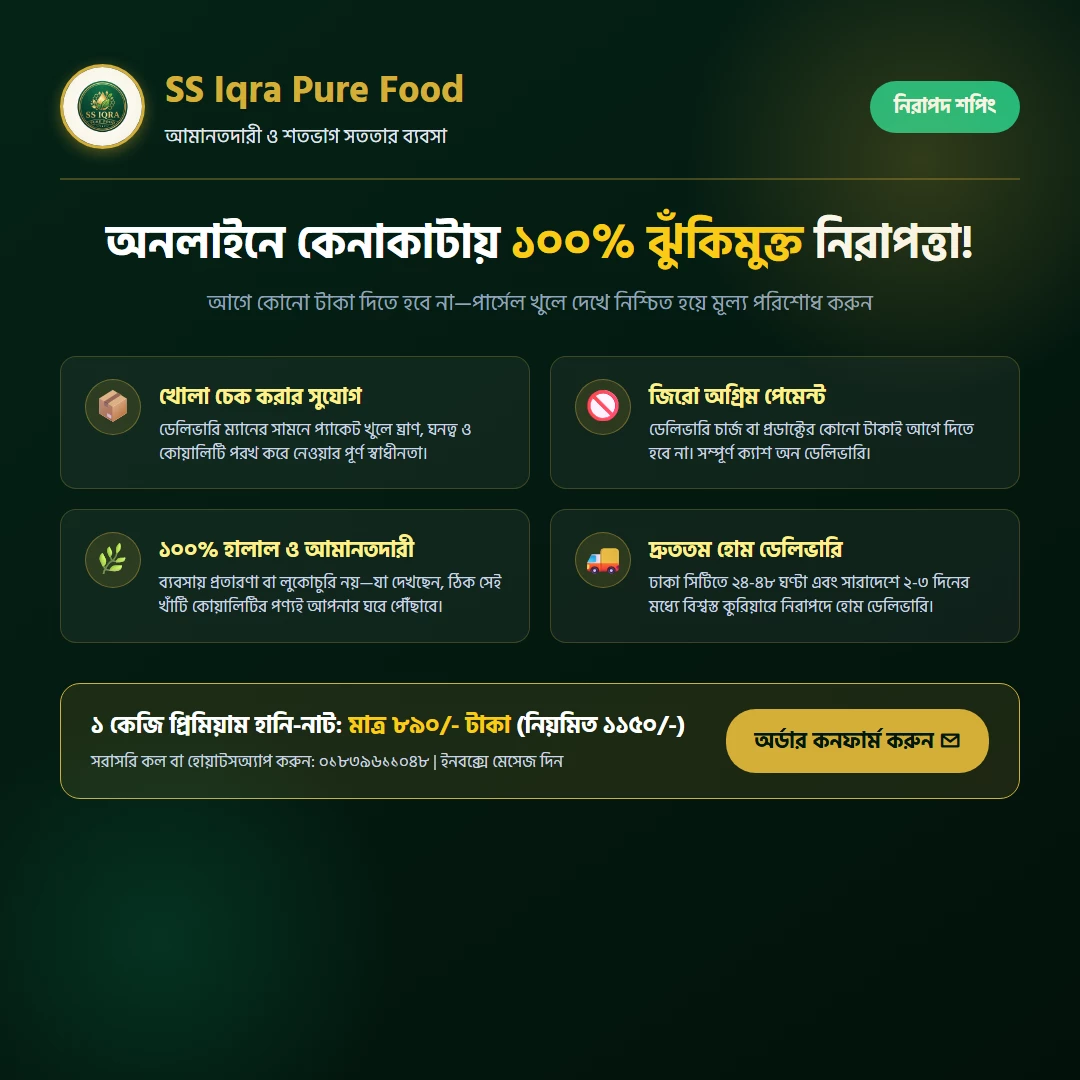 SS IQRA
SS Iqra Pure Food
আমানতদারী ও শতভাগ সততার ব্যবসা
নিরাপদ শপিং
অনলাইনে কেনাকাটায় ১০০% ঝুঁকিমুক্ত নিরাপত্তা!
আগে কোনো টাকা দিতে হবে না—পার্সেল খুলে দেখে নিশ্চিত হয়ে মূল্য পরিশোধ করুন
খোলা চেক করার সুযোগ
ডেলিভারি ম্যানের সামনে প্যাকেট খুলে ঘ্রাণ, ঘনত্ব ও
কোয়ালিটি পরখ করে নেওয়ার পূর্ণ স্বাধীনতা।
জিরো অগ্রিম পেমেন্ট
ডেলিভারি চার্জ বা প্রডাক্টের কোনো টাকাই আগে দিতে
হবে না। সম্পূর্ণ ক্যাশ অন ডেলিভারি।
১০০% হালাল ও আমানতদারী
ব্যবসায় প্রতারণা বা লুকোচুরি নয়—যা দেখছেন, ঠিক সেই
খাঁটি কোয়ালিটির পণ্যই আপনার ঘরে পৌঁছাবে।
দ্রুততম হোম ডেলিভারি
ঢাকা সিটিতে ২৪-৪৮ ঘণ্টা এবং সারাদেশে ২-৩ দিনের
মধ্যে বিশ্বস্ত কুরিয়ারে নিরাপদে হোম ডেলিভারি।
১ কেজি প্রিমিয়াম হানি-নাট: মাত্র ৮৯০/- টাকা (নিয়মিত ১১৫০/-)
সরাসরি কল বা হোয়াটসঅ্যাপ করুন: ০১৮৩৯৬১১০৪৮ | ইনবক্সে মেসেজ দিন
অর্ডার কনফার্ম করুন